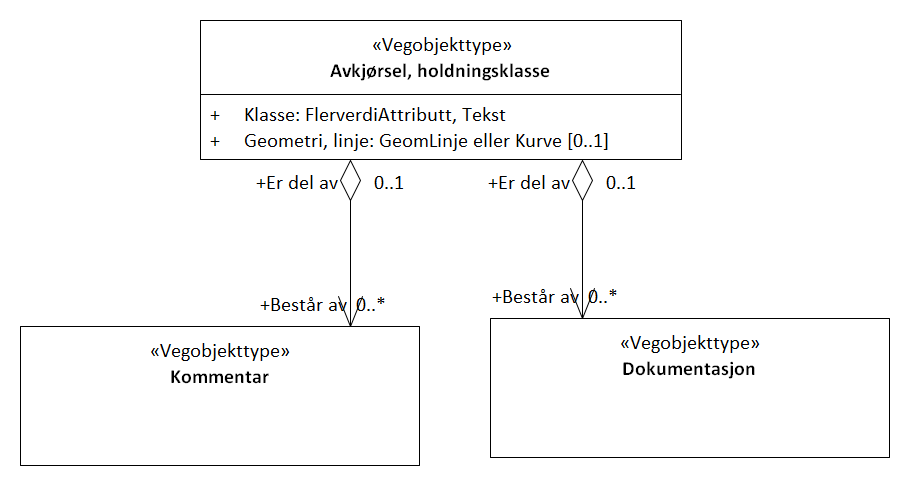 «Vegobjekttype»
Avkjørsel, holdningsklasse
+ Klasse: FlerverdiAttributt, Tekst
+ Geometri, linje: GeomLinje eller Kurve [0..1]
+Er del av 0..1
+Er del av 0..1
+Består av 0..*
+Består av 0..*
«Vegobjekttype»
Kommentar
«Vegobjekttype»
Dokumentasjon